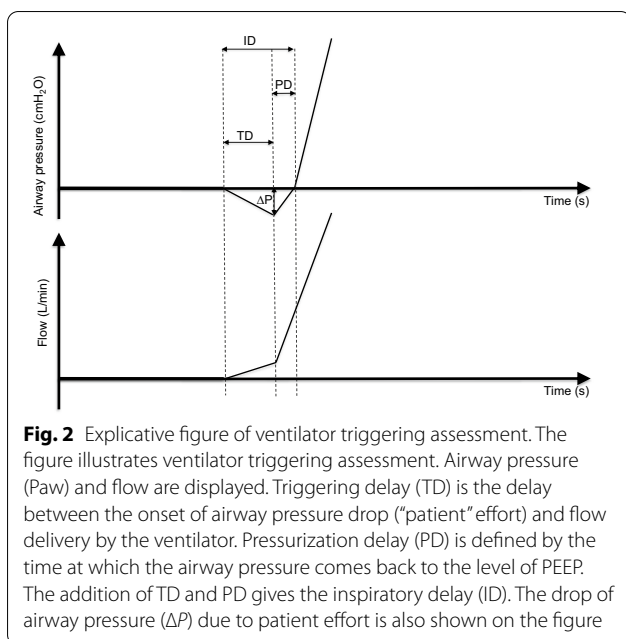 ID
PD
TD
ΔP
Airway pressure (cmH₂O)
Time (s)
Flow (L/min)
Time (s)
Fig. 2 Explicative figure of ventilator triggering assessment. The
figure illustrates ventilator triggering assessment. Airway pressure
(Paw) and flow are displayed. Triggering delay (TD) is the delay
between the onset of airway pressure drop (“patient” effort) and flow
delivery by the ventilator. Pressurization delay (PD) is defined by the
time at which the airway pressure comes back to the level of PEEP.
The addition of TD and PD gives the inspiratory delay (ID). The drop of
airway pressure (ΔP) due to patient effort is also shown on the figure